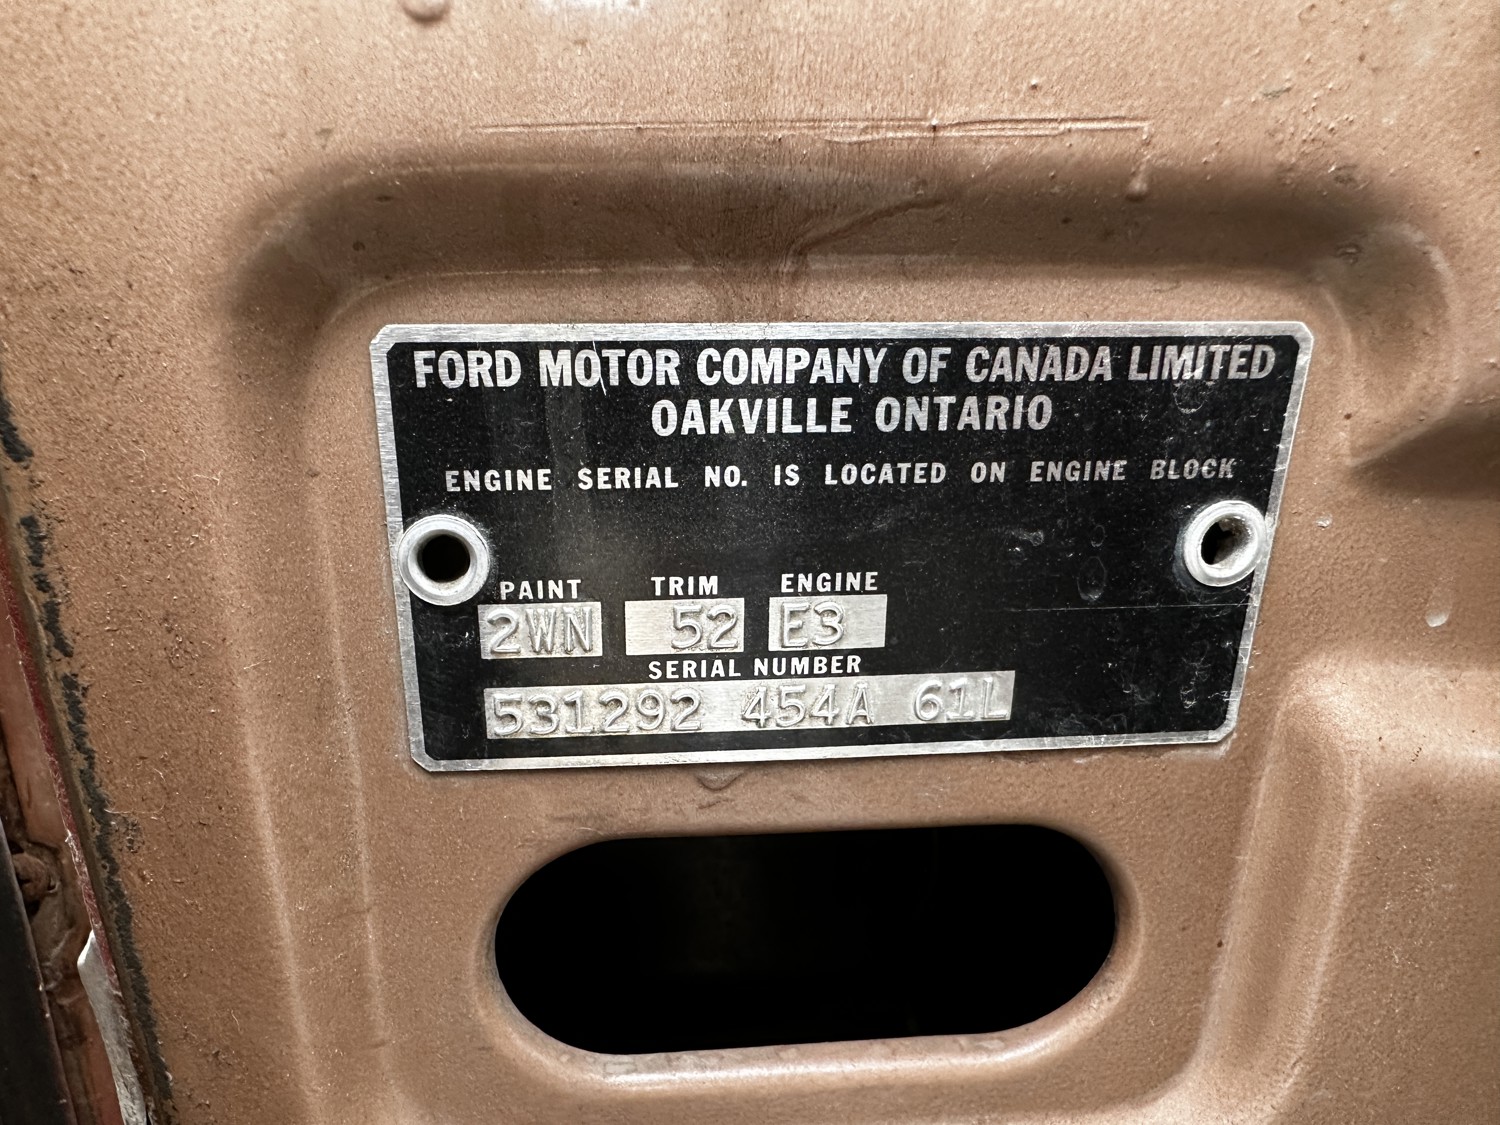 FORD MOTOR COMPANY OF CANADA LIMITED
OAKVILLE ONTARIO
ENGINE SERIAL NO. IS LOCATED ON ENGINE BLOCK
PAINT TRIM ENGINE
2WN 52 E3
SERIAL NUMBER
531292 454A 61L